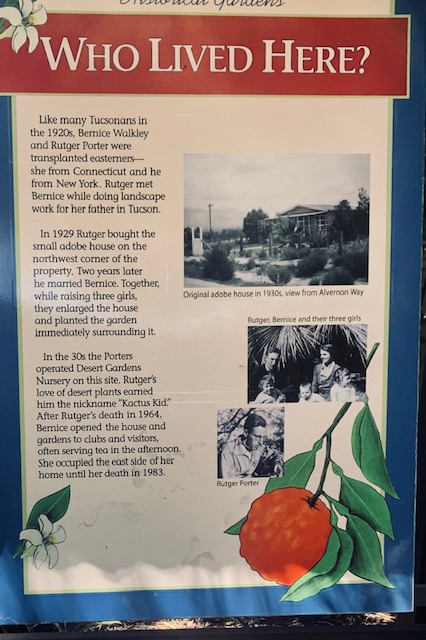 Historical Gardens
WHO LIVED HERE?
Like many Tucsonans in
the 1920s, Bernice Walkley
and Rutger Porter were
transplanted easterners—
she from Connecticut and he
from New York. Rutger met
Bernice while doing landscape
work for her father in Tucson.
In 1929 Rutger bought the
small adobe house on the
northwest corner of the
property. Two years later
he married Bernice. Together,
while raising three girls,
they enlarged the house
and planted the garden
immediately surrounding it.
In the 30s the Porters
operated Desert Gardens
Nursery on this site. Rutger's
love of desert plants earned
him the nickname "Kactus Kid."
After Rutger's death in 1964,
Bernice opened the house and
gardens to clubs and visitors,
often serving tea in the afternoon.
She occupied the east side of her
home until her death in 1983.
Original adobe house in 1930s, view from Alvernon Way
Rutger, Bernice and their three girls
Rutger Porter